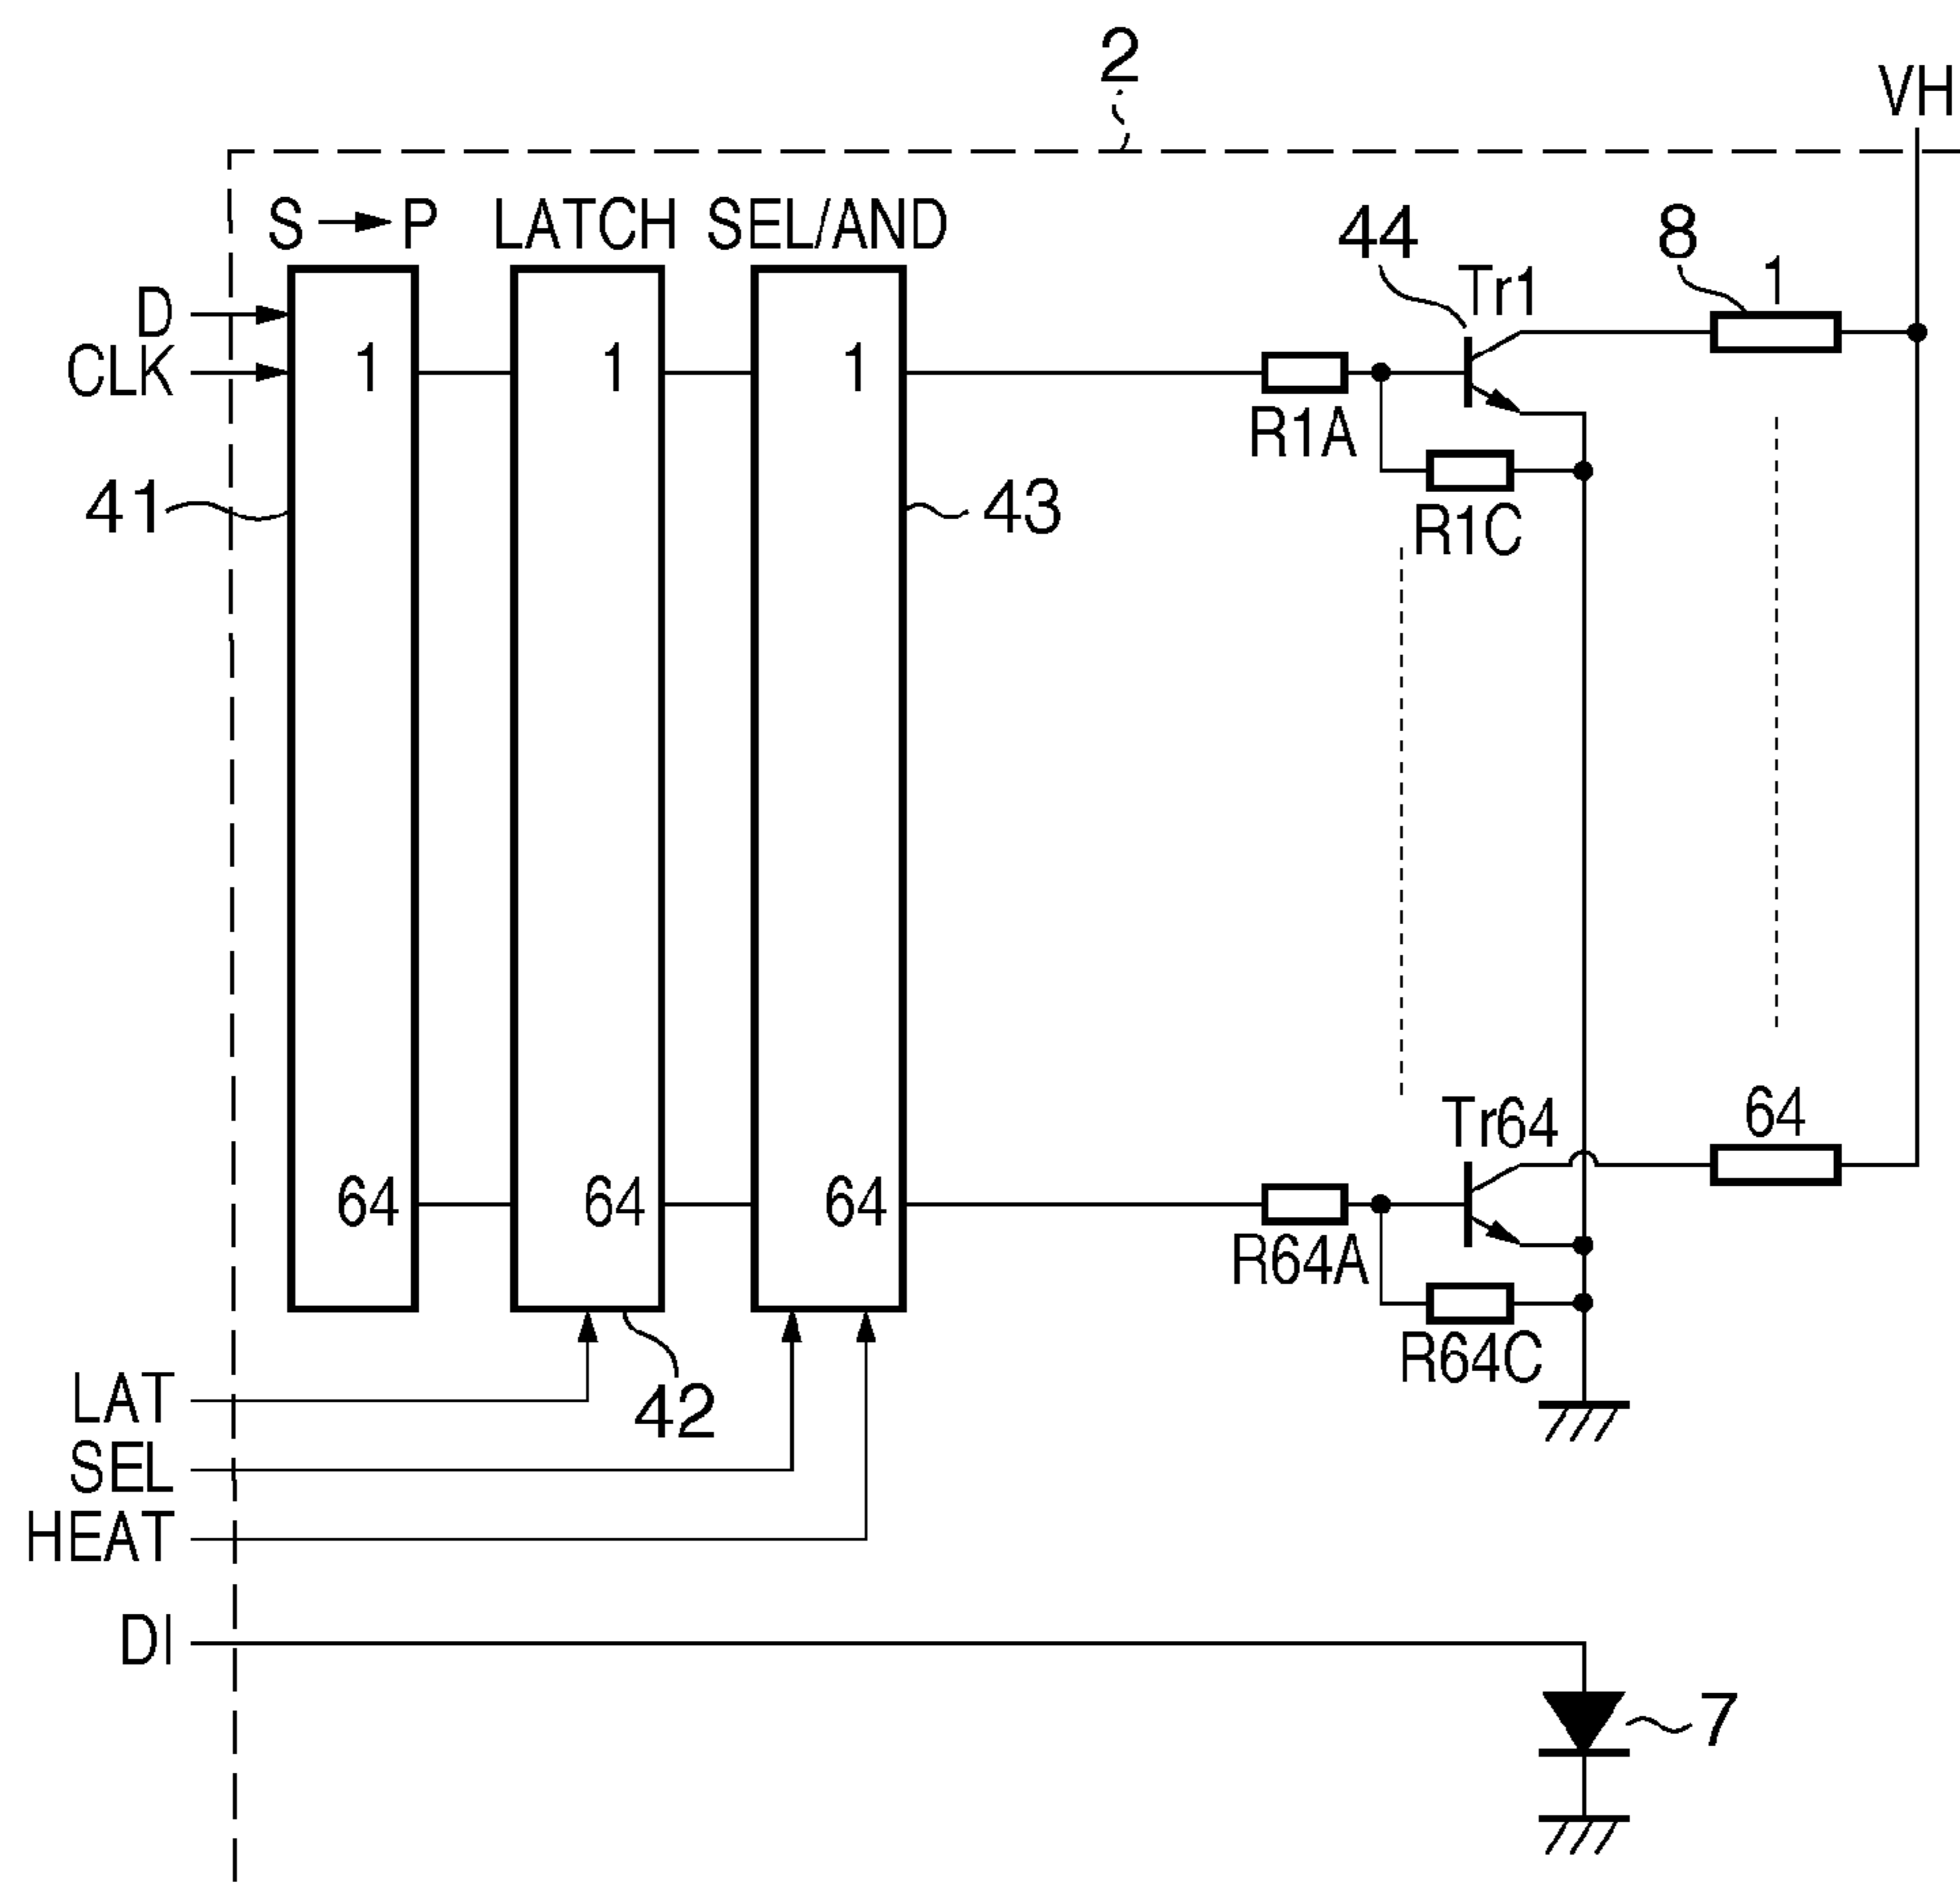 2
VH
S → P LATCH SEL/AND
44
8
Tr1
1
D
CLK
1
1
1
R1A
41
43
R1C
Tr64
64
64
64
64
R64A
R64C
LAT
42
SEL
HEAT
DI
7